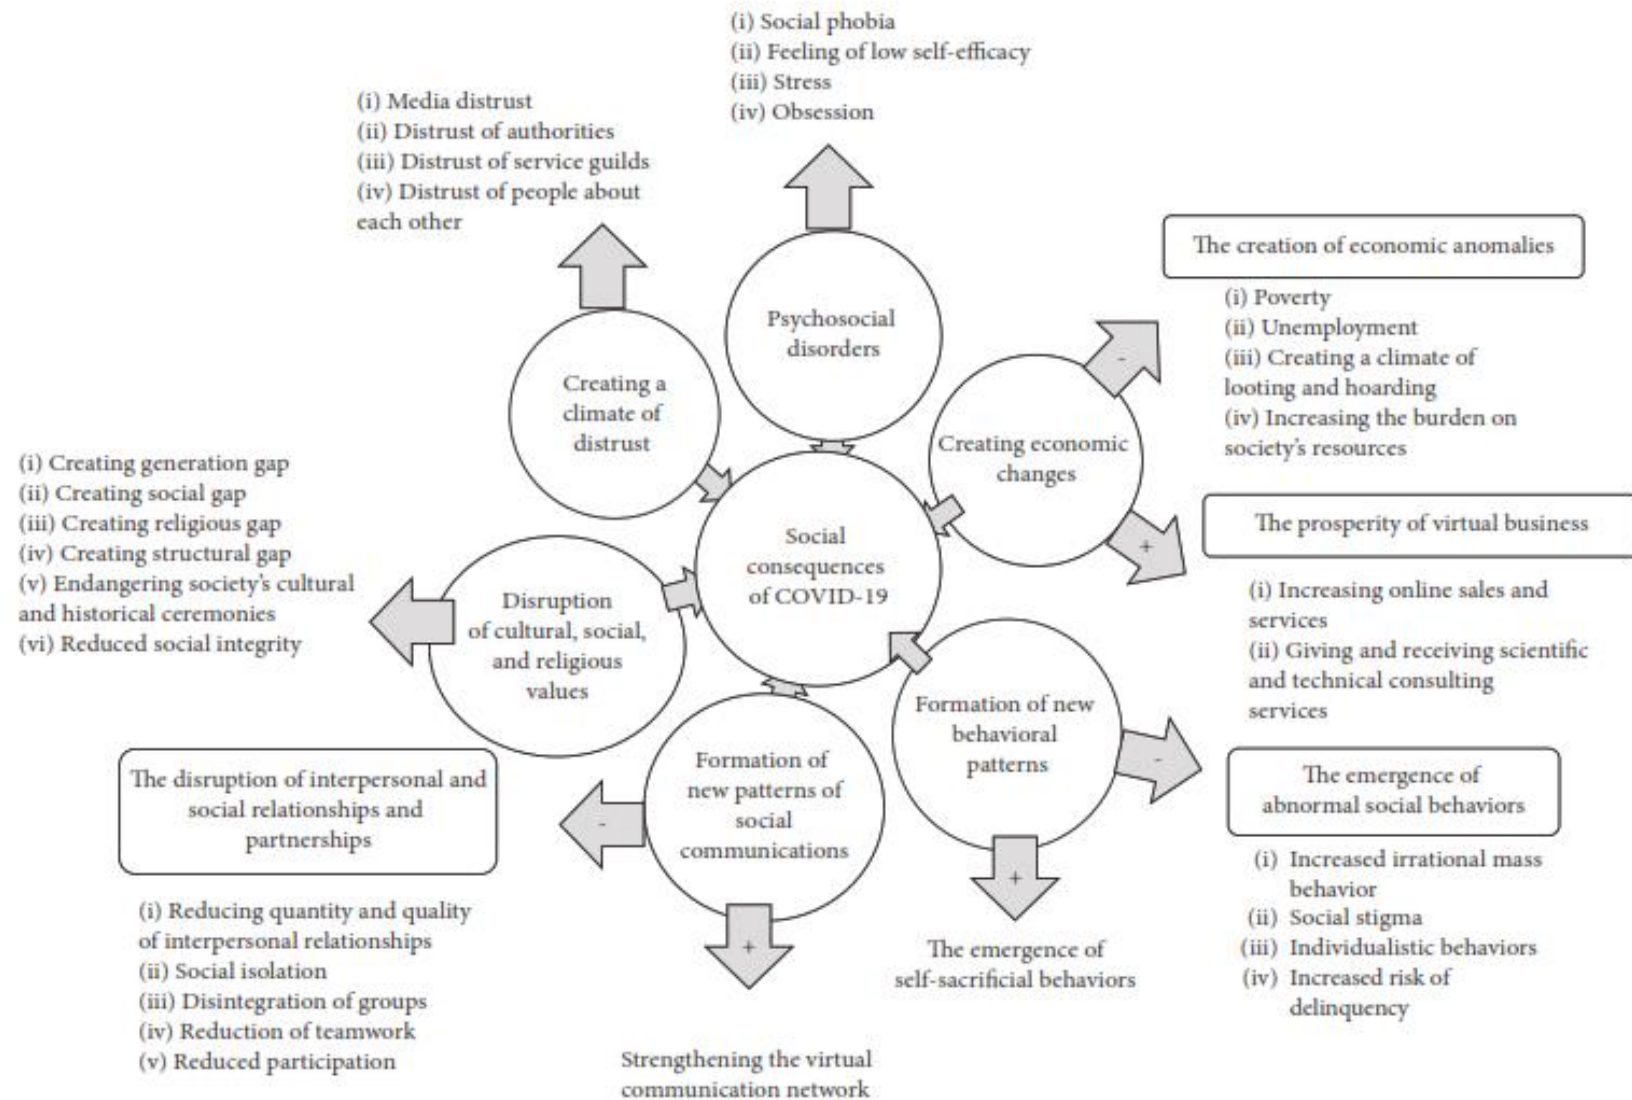 (i) Social phobia
(ii) Feeling of low self-efficacy
(iii) Stress
(iv) Obsession
(i) Media distrust
(ii) Distrust of authorities
(iii) Distrust of service guilds
(iv) Distrust of people about
each other
The creation of economic anomalies
(i) Poverty
(ii) Unemployment
(iii) Creating a climate of
looting and hoarding
(iv) Increasing the burden on
society's resources
Psychosocial
disorders
Creating a
climate of
distrust
-
Creating economic
changes
(i) Creating generation gap
(ii) Creating social gap
(iii) Creating religious gap
(iv) Creating structural gap
(v) Endangering society's cultural
and historical ceremonies
(vi) Reduced social integrity
Social
consequences
of COVID-19
+
The prosperity of virtual business
(i) Increasing online sales and
services
(ii) Giving and receiving scientific
and technical consulting
services
Disruption
of cultural, social,
and religious
values
Formation of new
behavioral
patterns
-
The emergence of
abnormal social behaviors
(i) Increased irrational mass
behavior
(ii) Social stigma
(iii) Individualistic behaviors
(iv) Increased risk of
delinquency
The disruption of interpersonal and
social relationships and
partnerships
-
Formation of
new patterns of
social
communications
+
The emergence of
self-sacrificial behaviors
(i) Reducing quantity and quality
of interpersonal relationships
(ii) Social isolation
(iii) Disintegration of groups
(iv) Reduction of teamwork
(v) Reduced participation
+
Strengthening the virtual
communication network